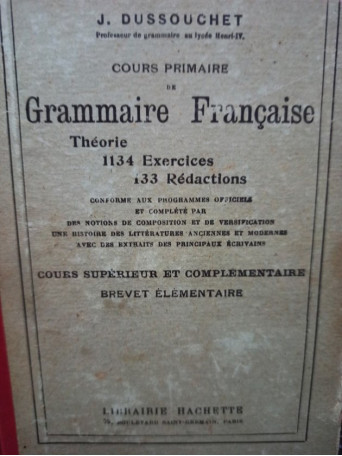 J. DUSSOUCHET
Professeur de grammaire au lycée Henri-IV.
COURS PRIMAIRE
DE
Grammaire Française
Théorie
1134 Exercices
133 Rédactions
CONFORME AUX PROGRAMMES OFFICIELS
ET COMPLÉTÉ PAR
DES NOTIONS DE COMPOSITION ET DE VERSIFICATION
UNE HISTOIRE DES LITTÉRATURES ANCIENNES ET MODERNES
AVEC DES EXTRAITS DES PRINCIPAUX ÉCRIVAINS
COURS SUPÉRIEUR ET COMPLÉMENTAIRE
BREVET ÉLÉMENTAIRE
LIBRAIRIE HACHETTE
79, BOULEVARD SAINT-GERMAIN, PARIS